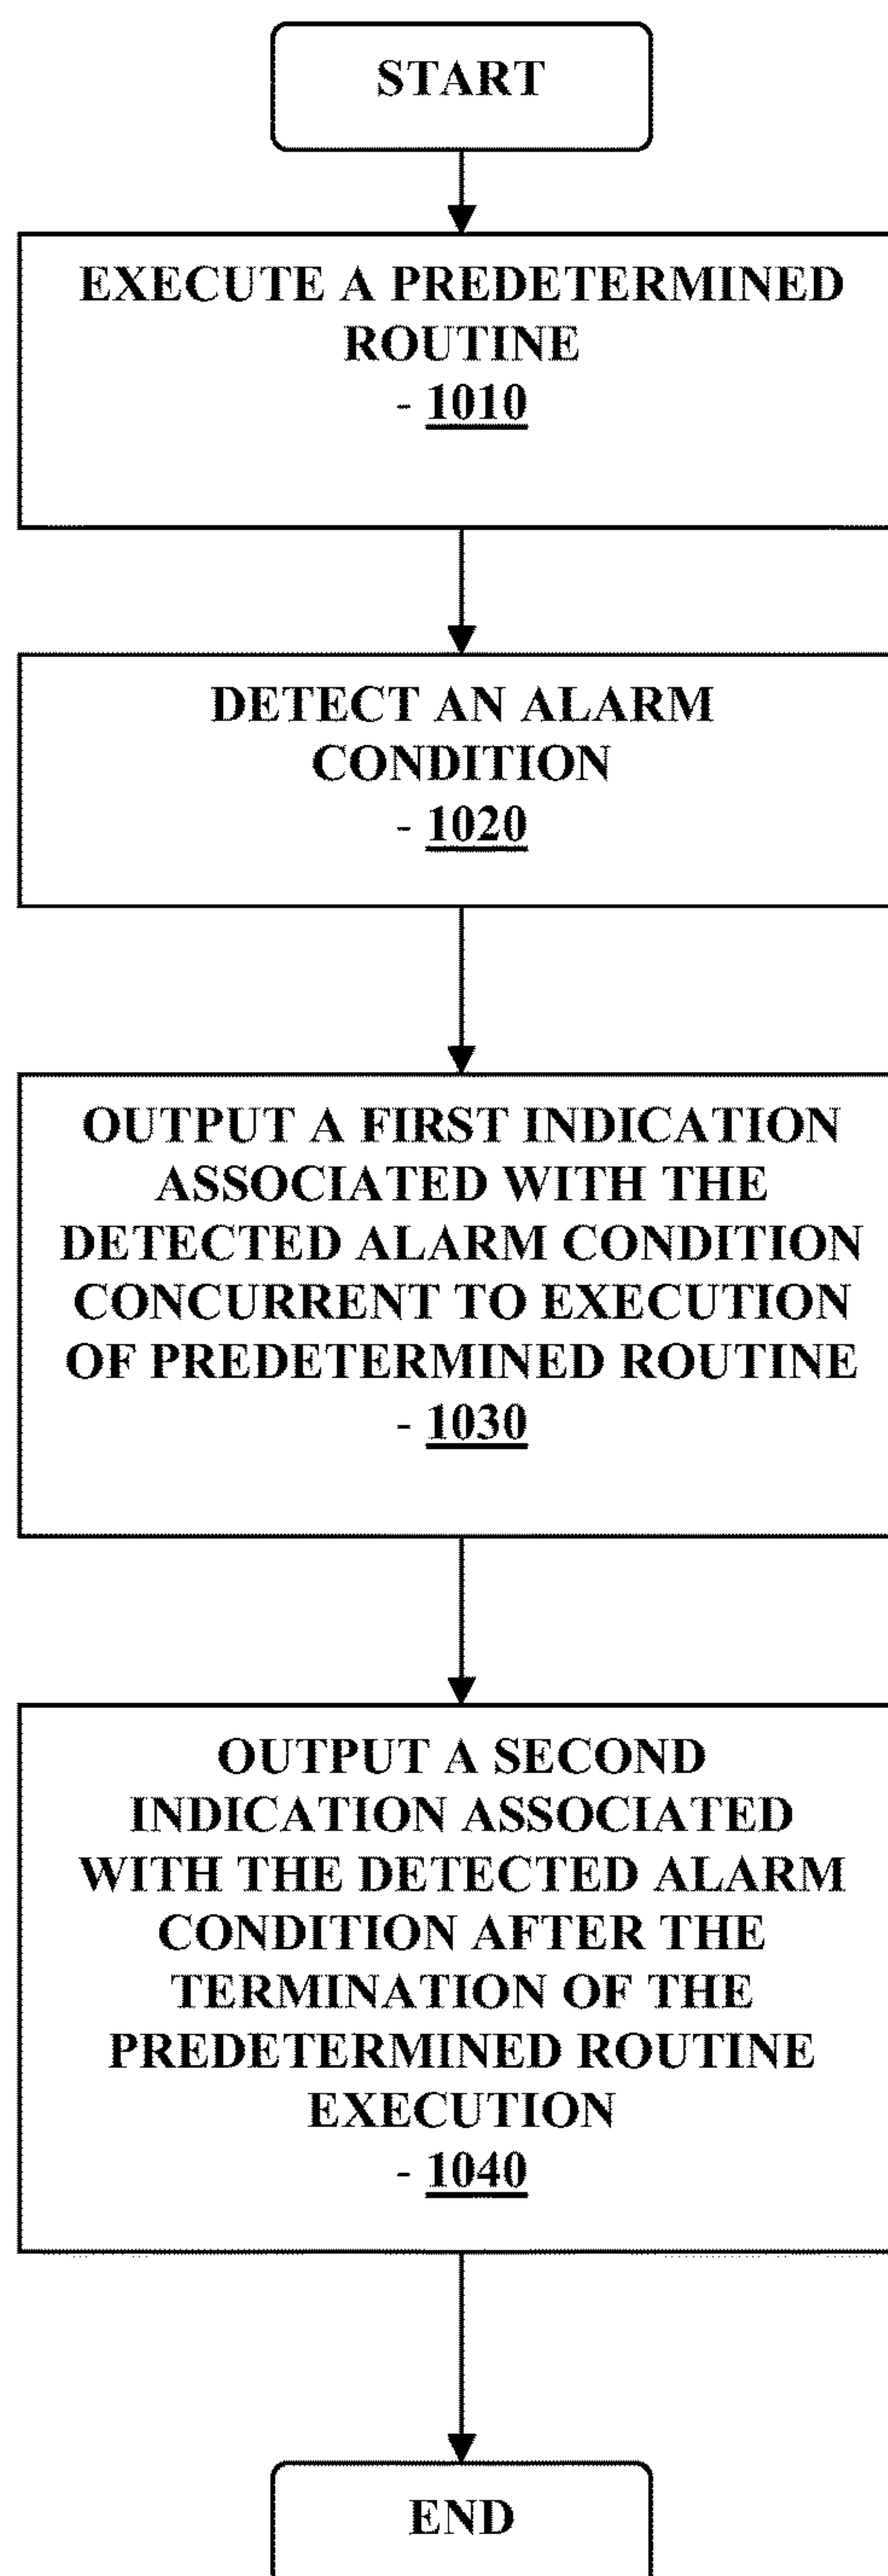 START
EXECUTE A PREDETERMINED
ROUTINE
- 1010
DETECT AN ALARM
CONDITION
- 1020
OUTPUT A FIRST INDICATION
ASSOCIATED WITH THE
DETECTED ALARM CONDITION
CONCURRENT TO EXECUTION
OF PREDETERMINED ROUTINE
- 1030
OUTPUT A SECOND
INDICATION ASSOCIATED
WITH THE DETECTED ALARM
CONDITION AFTER THE
TERMINATION OF THE
PREDETERMINED ROUTINE
EXECUTION
- 1040
END